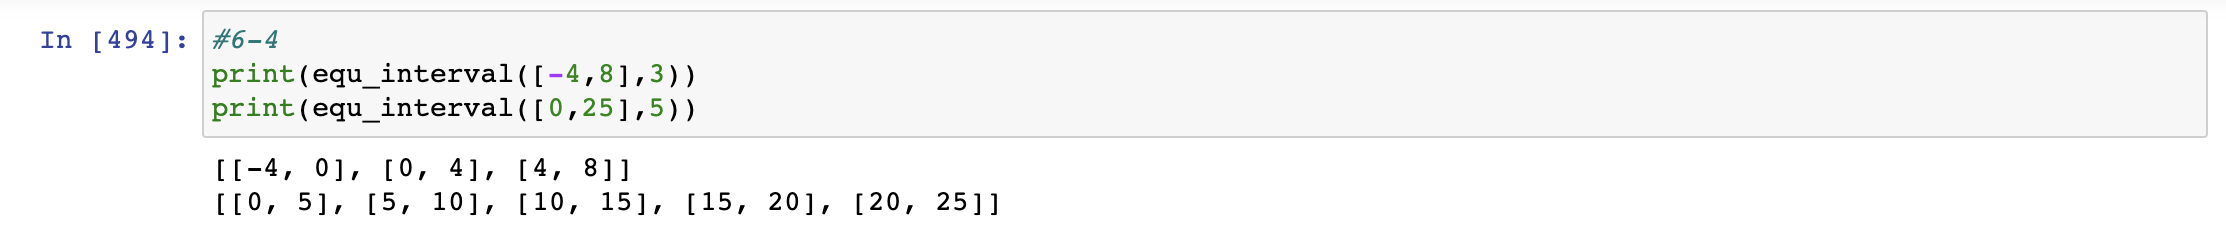 In [494]: #6-4
print(equ_interval([-4,8],3))
print(equ_interval([0,25],5))
[[-4, 0], [0, 4], [4, 8]]
[[0, 5], [5, 10], [10, 15], [15, 20], [20, 25]]